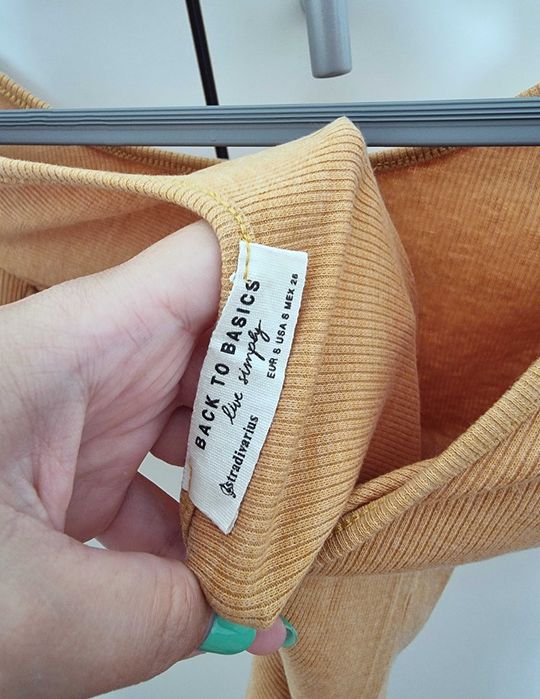 BACK TO BASICS
live simply
EUR S USA S MEX 26
stradivarius